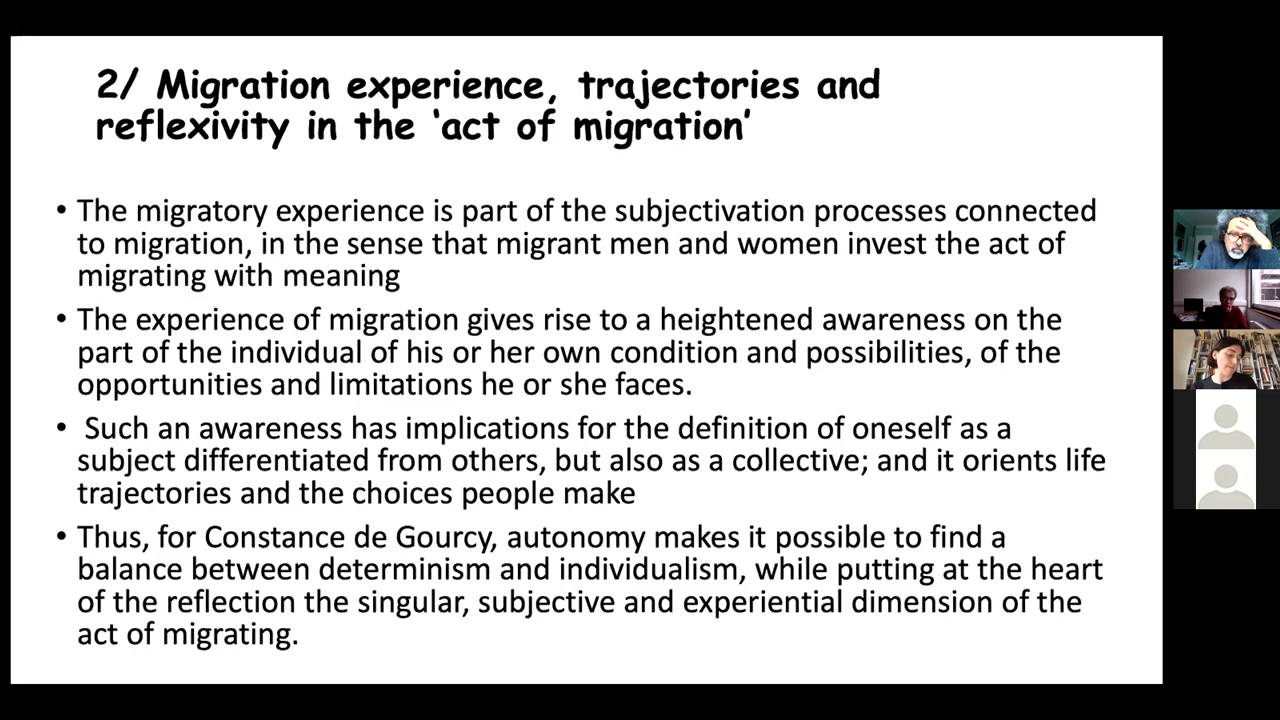 2/ Migration experience, trajectories and
reflexivity in the ‘act of migration’
• The migratory experience is part of the subjectivation processes connected
to migration, in the sense that migrant men and women invest the act of
migrating with meaning
• The experience of migration gives rise to a heightened awareness on the
part of the individual of his or her own condition and possibilities, of the
opportunities and limitations he or she faces.
• Such an awareness has implications for the definition of oneself as a
subject differentiated from others, but also as a collective; and it orients life
trajectories and the choices people make
• Thus, for Constance de Gourcy, autonomy makes it possible to find a
balance between determinism and individualism, while putting at the heart
of the reflection the singular, subjective and experiential dimension of the
act of migrating.